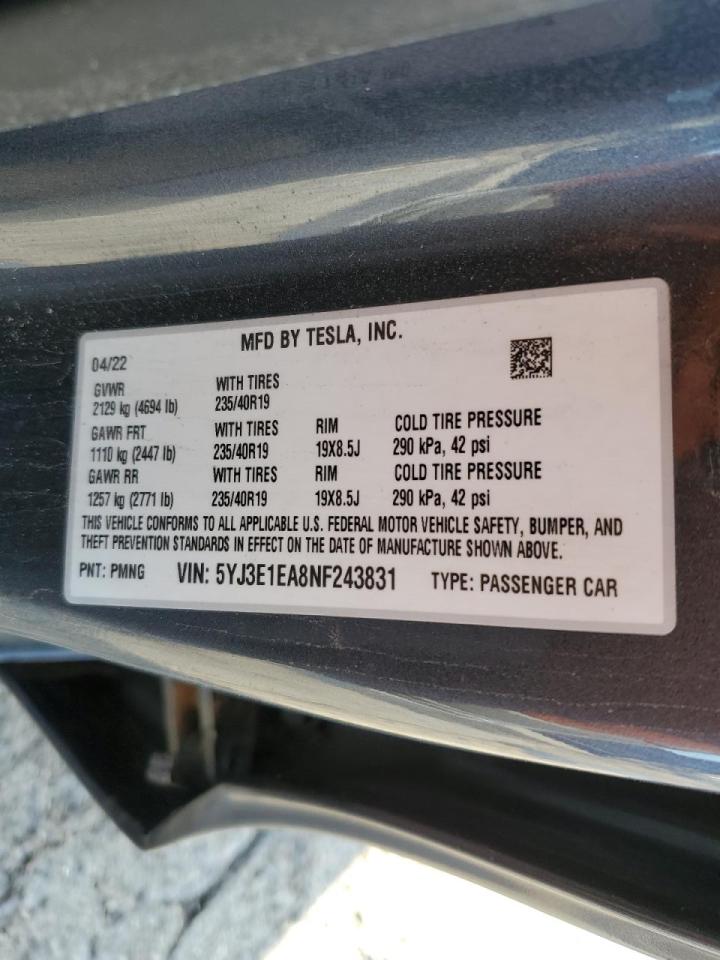 MFD BY TESLA, INC.
04/22
GVWR WITH TIRES
2129 kg (4694 lb) 235/40R19
GAWR FRT WITH TIRES RIM COLD TIRE PRESSURE
1110 kg (2447 lb) 235/40R19 19X8.5J 290 kPa, 42 psi
GAWR RR WITH TIRES RIM COLD TIRE PRESSURE
1257 kg (2771 lb) 235/40R19 19X8.5J 290 kPa, 42 psi
THIS VEHICLE CONFORMS TO ALL APPLICABLE U.S. FEDERAL MOTOR VEHICLE SAFETY, BUMPER, AND
THEFT PREVENTION STANDARDS IN EFFECT ON THE DATE OF MANUFACTURE SHOWN ABOVE.
PNT: PMNG VIN: 5YJ3E1EA8NF243831 TYPE: PASSENGER CAR